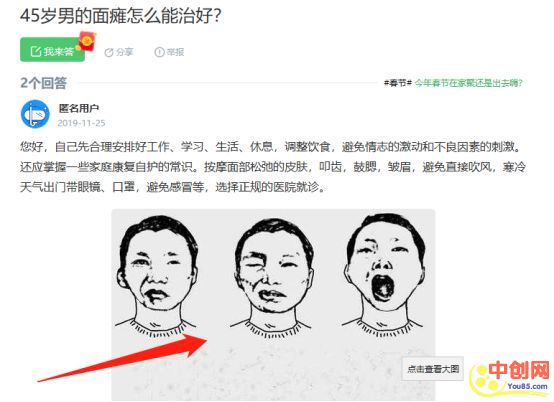 45岁男的面瘫怎么能治好?
我来答
分享
举报
2个回答
#春节# 今年春节在家聚还是出去嗨?
匿名用户
2019-11-25
您好，自己先合理安排好工作、学习、生活、休息，调整饮食，避免情志的激动和不良因素的刺激。
还应掌握一些家庭康复自护的常识。按摩面部松弛的皮肤，叩齿，鼓腮，皱眉，避免直接吹风，寒冷
天气出门带眼镜、口罩，避免感冒等，选择正规的医院就诊。
点击查看大图
中创网
You85.com